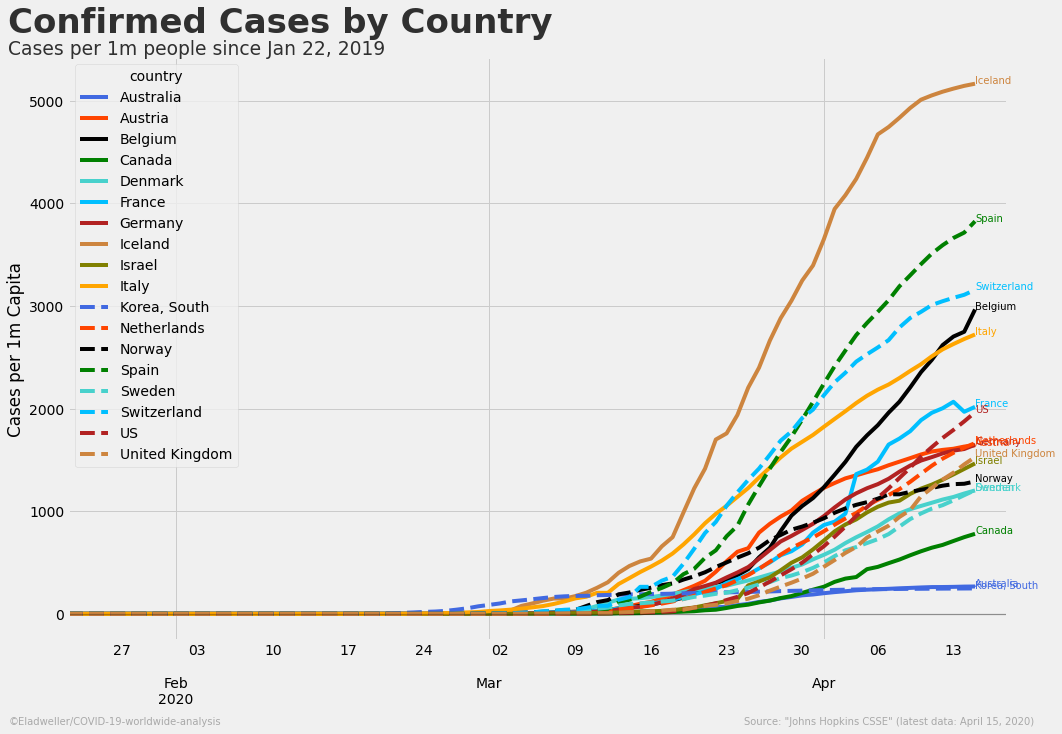 Confirmed Cases by Country
Cases per 1m people since Jan 22, 2019
country
Australia
Austria
Belgium
Canada
Denmark
France
Germany
Iceland
Israel
Italy
Korea, South
Netherlands
Norway
Spain
Sweden
Switzerland
US
United Kingdom
Cases per 1m Capita
5000
4000
3000
2000
1000
0
Iceland
Spain
Switzerland
Belgium
Italy
France
US
Netherlands
United Kingdom
Israel
Norway
Denmark
Canada
Australia
Korea, South
27 03 10 17 24 02 09 16 23 30 06 13
Feb Mar Apr
2020
©Eladweller/COVID-19-worldwide-analysis
Source: "Johns Hopkins CSSE" (latest data: April 15, 2020)